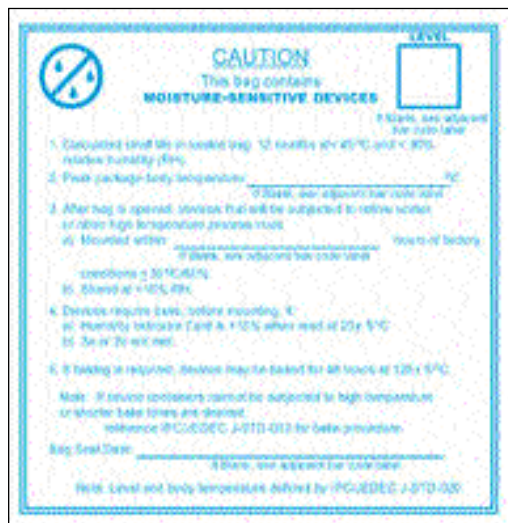 LEVEL
CAUTION
This bag contains
MOISTURE-SENSITIVE DEVICES
If Blank, see adjacent
bar code label
1. Calculated shelf life in sealed bag: 12 months at < 40°C and < 90%
relative humidity (RH).
2. Peak package body temperature: °C
If Blank, see adjacent bar code label
3. After bag is opened, devices that will be subjected to reflow solder
or other high temperature process must
a) Mounted within: hours of factory
If Blank, see adjacent bar code label
conditions
b) Stored at <10% RH
4. Devices require bake, before mounting, if:
a) Humidity Indicator Card is > 10% when read at 23 ± 5°C
b) 3a or 3b not met.
5. If baking is required, devices may be baked for 48 hours at 125 ± 5°C
Note: If device containers cannot be subjected to high temperature
or shorter bake times are desired,
reference IPC/JEDEC J-STD-033 for bake procedure
Bag Seal Date:
If Blank, see adjacent bar code label
Note: Level and body temperature defined by IPC/JEDEC J-STD-020